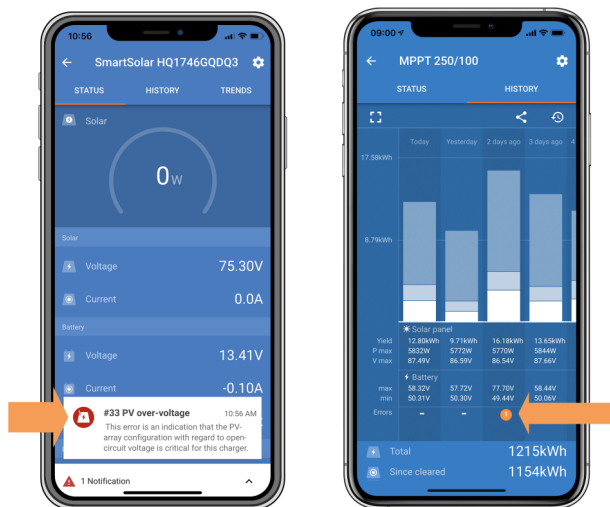 10:56
SmartSolar HQ1746GQDQ3
STATUS HISTORY TRENDS
Solar
0W
Solar
Voltage 75.30V
Current 0.0A
Battery
Voltage 13.41V
Current -0.10A
#33 PV over-voltage 10:56 AM
This error is an indication that the PV-
array configuration with regard to open-
circuit voltage is critical for this charger.
1 Notification
09:00
MPPT 250/100
STATUS HISTORY
Today Yesterday 2 days ago 3 days ago 4
17.58kWh
8.79kWh
Solar panel
Yield 12.80kWh 9.71kWh 16.18kWh 13.65kWh
P max 5832W 5772W 5770W 5844W
V max 87.49V 86.59V 86.54V 87.66V
Battery
max 58.32V 57.72V 77.70V 58.44V
min 50.31V 50.30V 49.44V 50.06V
Errors – – 1
Total 1215kWh
Since cleared 1154kWh